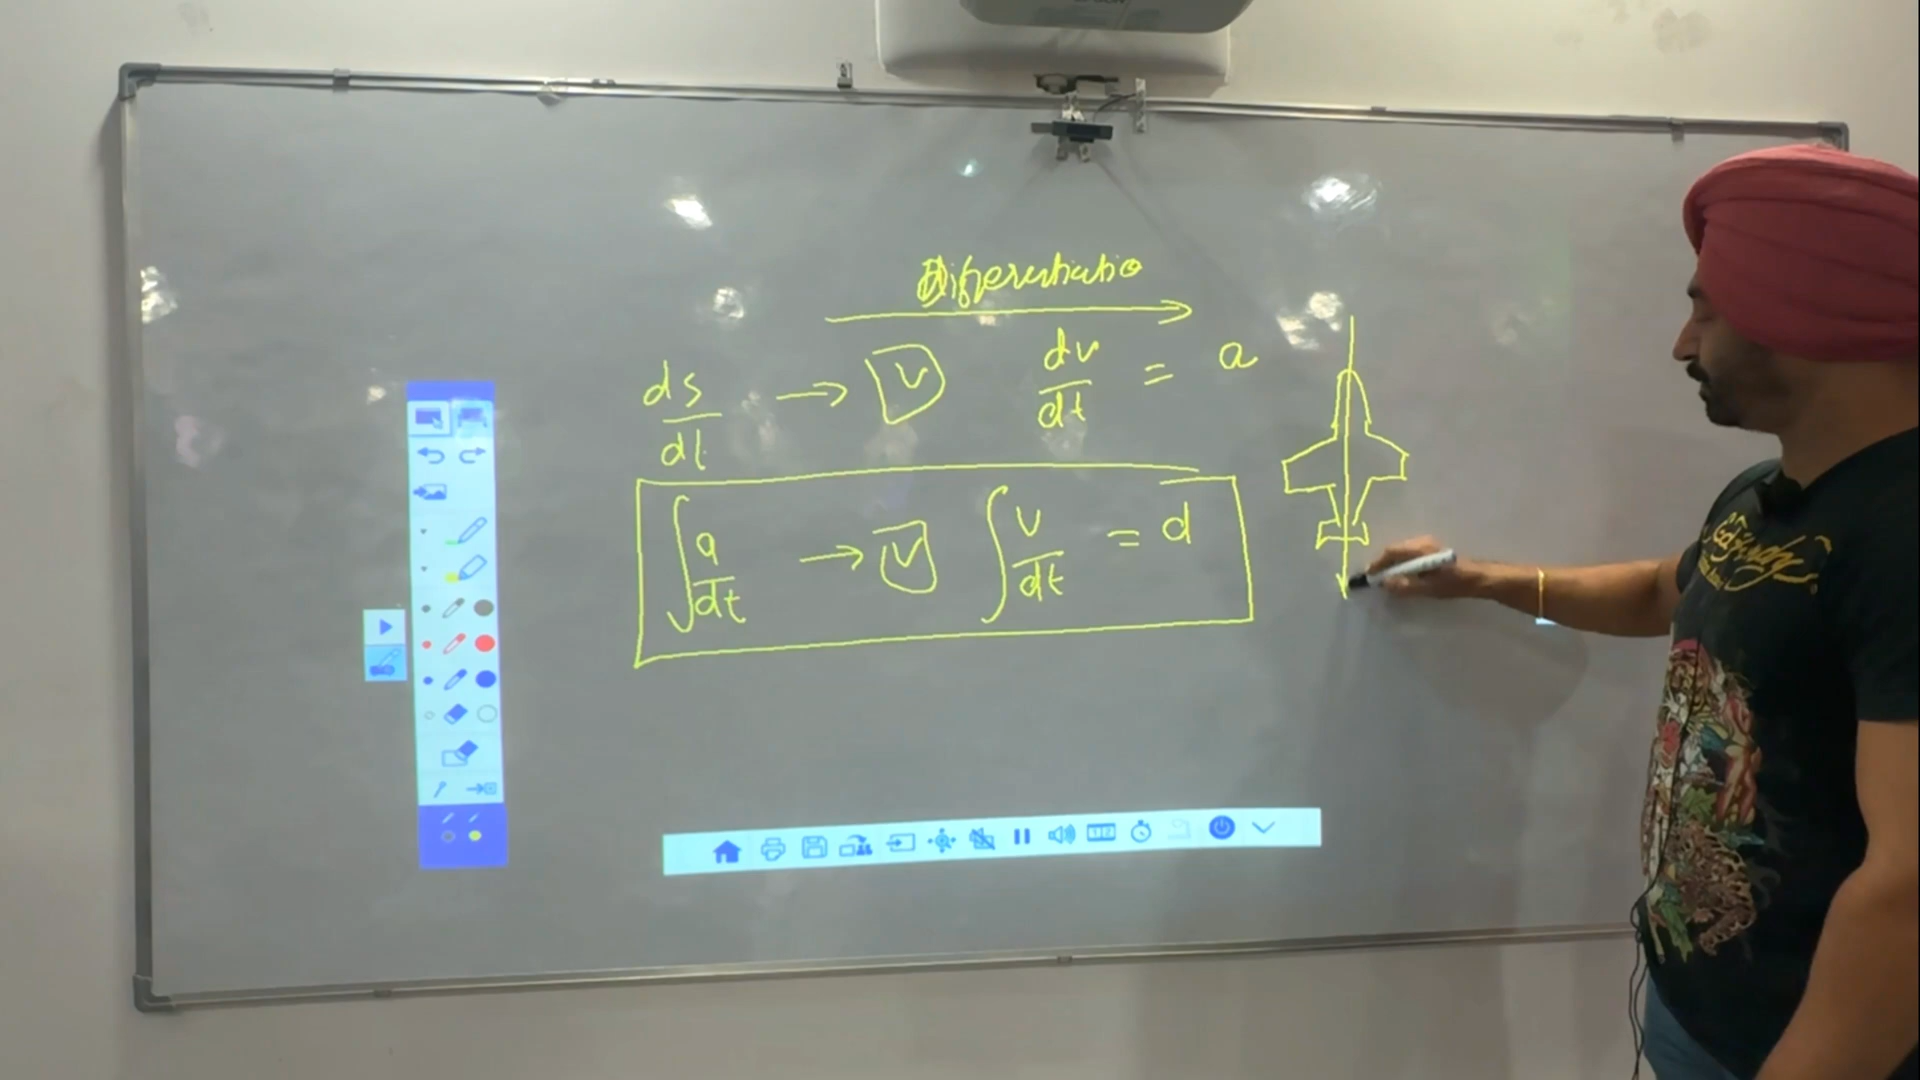 Differentiatio
ds/dt → v dv/dt = a
∫ a/dt → v ∫ v/dt = d